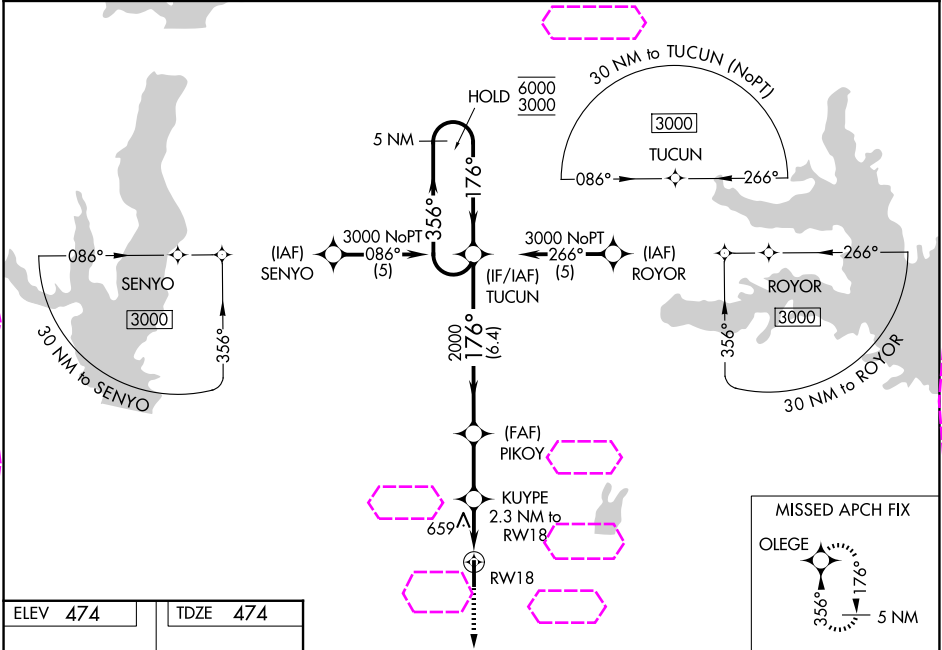 30 NM to TUCUN (NoPT)
3000
TUCUN
086°
266°
HOLD
6000
3000
5 NM
356°
176°
(IAF)
SENYO
3000 NoPT
086°
(5)
(IF/IAF)
TUCUN
3000 NoPT
266°
(5)
(IAF)
ROYOR
086°
SENYO
3000
356°
30 NM to SENYO
266°
ROYOR
3000
356°
30 NM to ROYOR
2000
176°
(6.4)
(FAF)
PIKOY
KUYPE
2.3 NM to
RW18
659
RW18
MISSED APCH FIX
OLEGE
356°
176°
5 NM
ELEV 474
TDZE 474